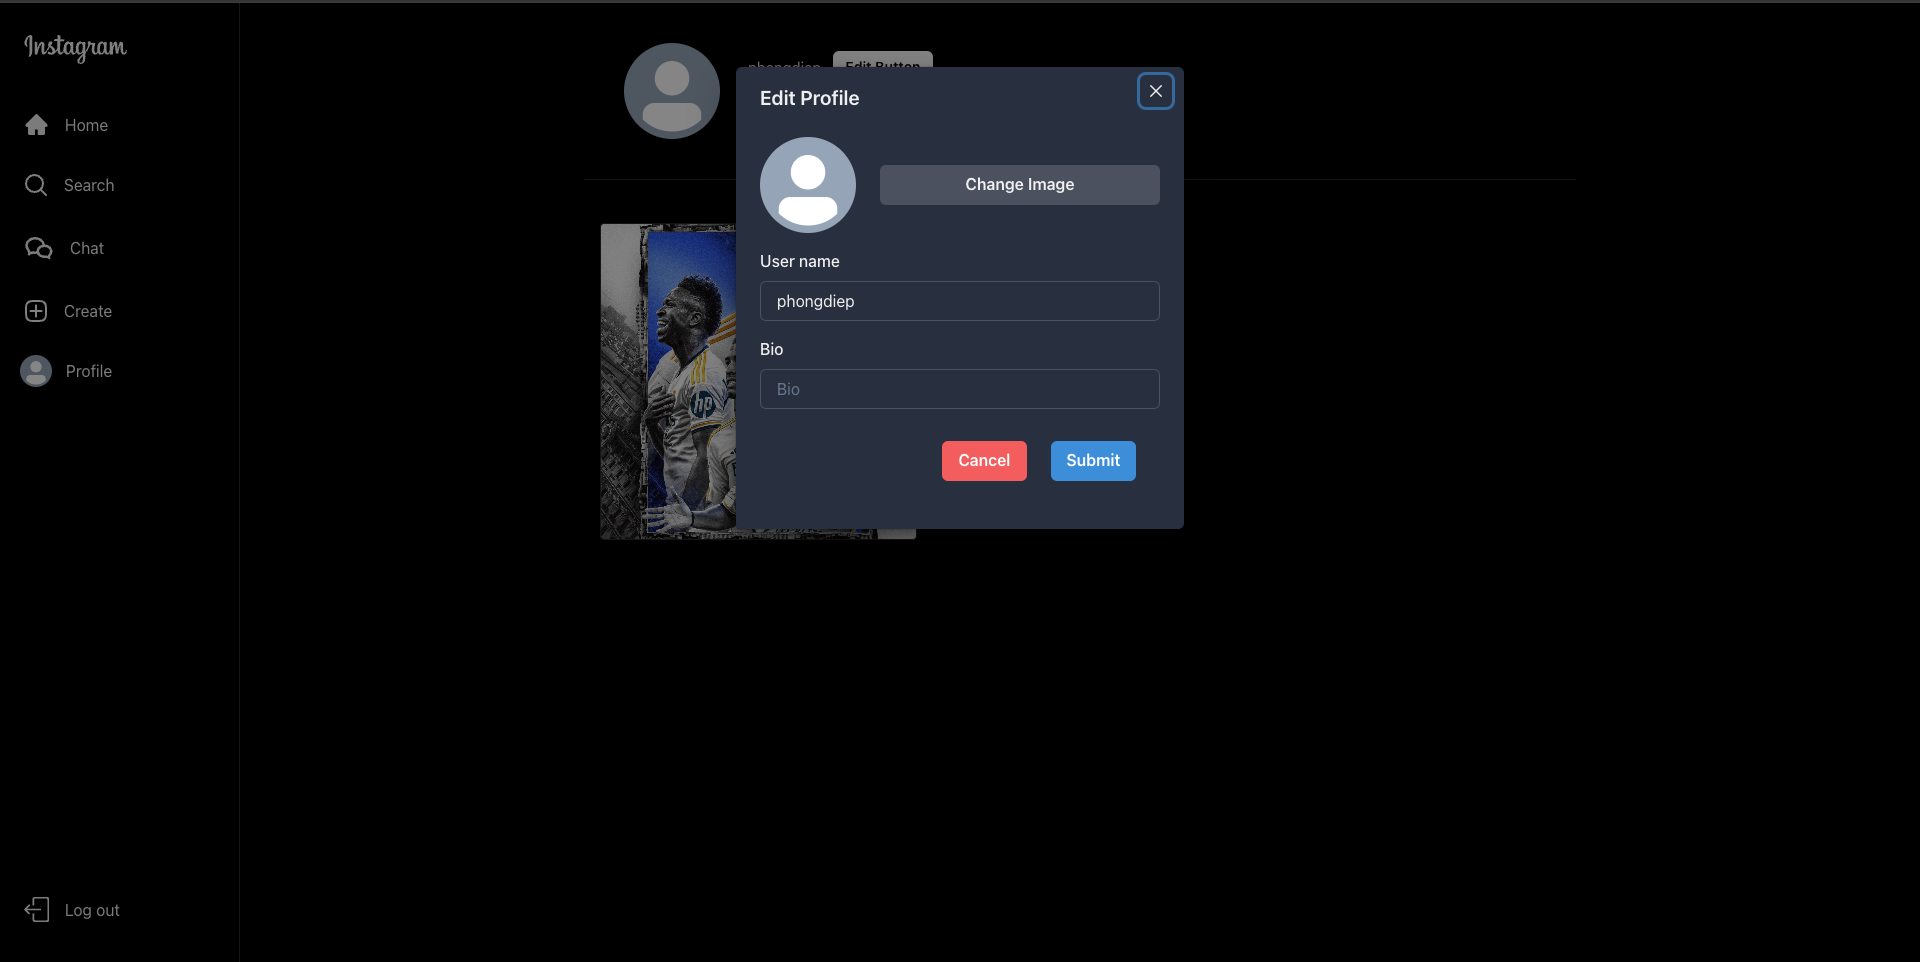 Instagram
Home
Search
Chat
Create
Profile
Log out
phongdiep
Edit Button
Edit Profile
Change Image
User name
phongdiep
Bio
Bio
Cancel
Submit
hp